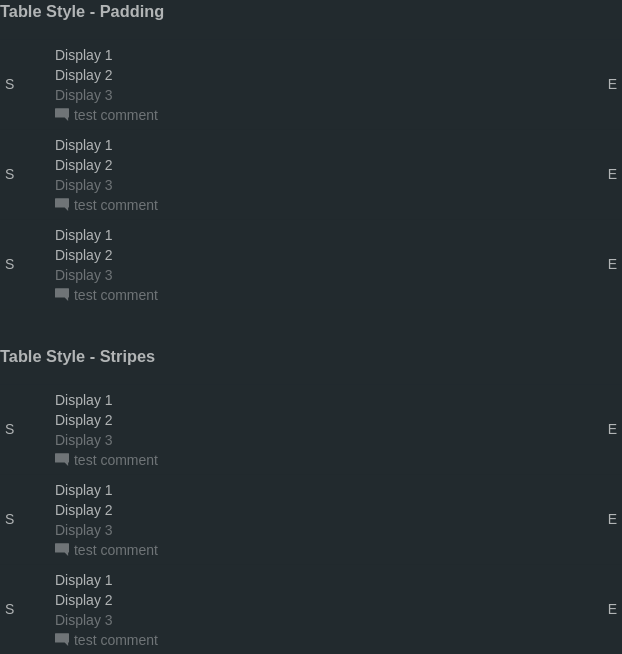 Table Style - Padding
Display 1
Display 2
S
E
Display 3
test comment
Display 1
Display 2
S
E
Display 3
test comment
Display 1
Display 2
S
E
Display 3
test comment
Table Style - Stripes
Display 1
Display 2
S
E
Display 3
test comment
Display 1
Display 2
S
E
Display 3
test comment
Display 1
Display 2
S
E
Display 3
test comment